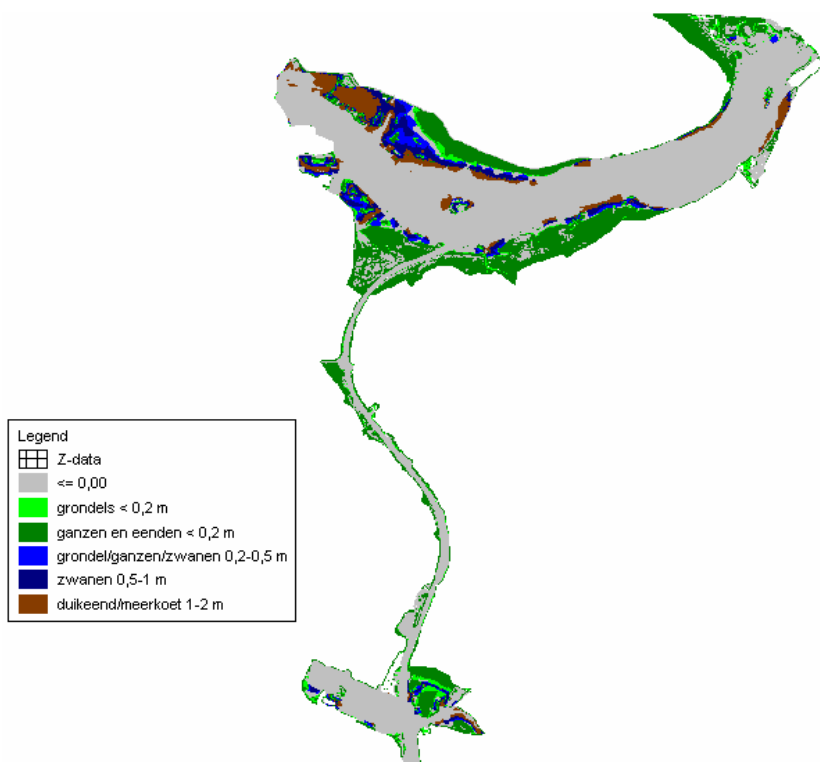 Legend
Z-data
<= 0,00
grondels < 0,2 m
ganzen en eenden < 0,2 m
grondel/ganzen/zwanen 0,2-0,5 m
zwanen 0,5-1 m
duikeend/meerkoet 1-2 m